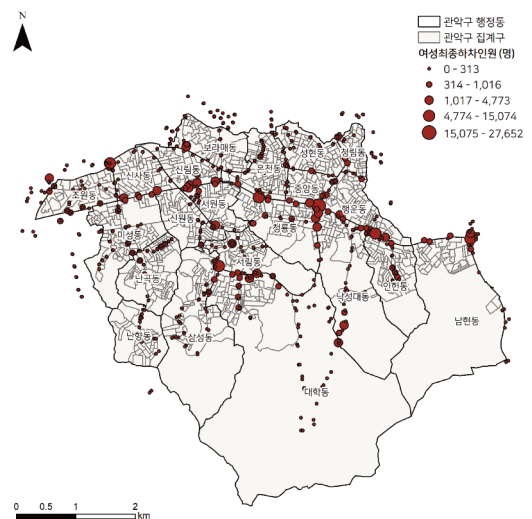 N
관악구 행정동
관악구 집계구
여성최종하차인원 (명)
0 - 313
314 - 1,016
1,017 - 4,773
4,774 - 15,074
15,075 - 27,652
보라매동
성현동
청림동
신사동
신림동
은천동
조원동
중앙동
신원동
서원동
행운동
미성동
청룡동
난곡동
서림동
인헌동
낙성대동
난향동
삼성동
남현동
대학동
0 0.5 1 2
km